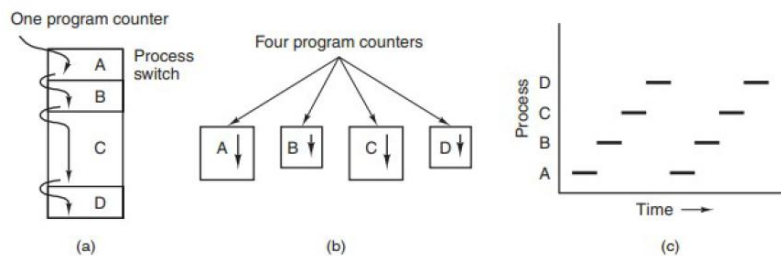 One program counter
Process
switch
A
B
C
D
(a)
Four program counters
A
B
C
D
(b)
Process
D
C
B
A
Time
(c)